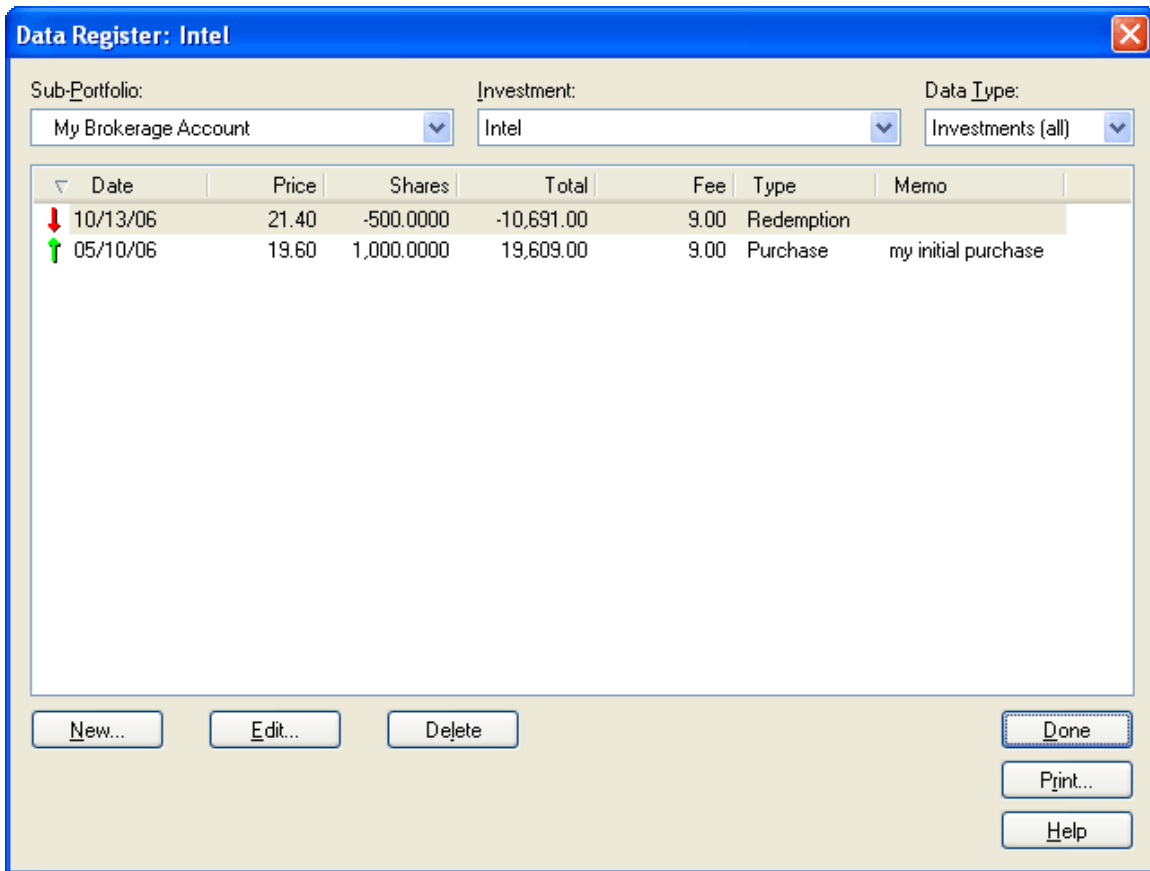 Data Register: Intel
Sub-Portfolio: Investment: Data Type:
My Brokerage Account Intel Investments (all)
Date Price Shares Total Fee Type Memo
10/13/06 21.40 -500.0000 -10,691.00 9.00 Redemption
05/10/06 19.60 1,000.0000 19,609.00 9.00 Purchase my initial purchase
New... Edit... Delete Done
Print...
Help